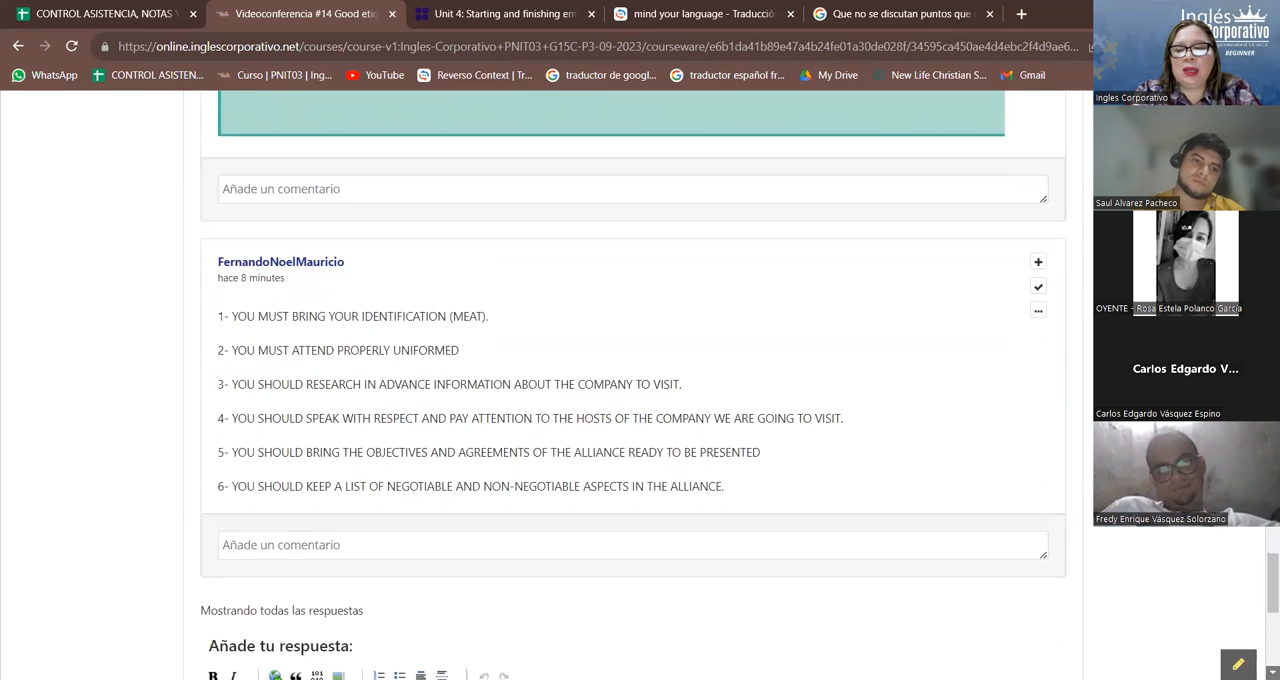 CONTROL ASISTENCIA, NOTAS
Videoconferencia #14 Good etiq
Unit 4: Starting and finishing em
mind your language - Traducció
Que no se discutan puntos que
https://online.inglescorporativo.net/courses/course-v1:Ingles-Corporativo+PNIT03+G15C-P3-09-2023/courseware/e6b1da41b89e47a4b24fe01a30de028f/34595ca450ae4d4ebc2f4d9ae6...
WhatsApp
CONTROL ASISTEN...
Curso | PNIT03 | Ing...
YouTube
Reverso Context | Tr...
traductor de googl...
traductor español fr...
My Drive
New Life Christian S...
Gmail
Inglés
Corporativo
BEGINNER
Ingles Corporativo
Añade un comentario
Saul Alvarez Pacheco
FernandoNoelMauricio
hace 8 minutes
1- YOU MUST BRING YOUR IDENTIFICATION (MEAT).
2- YOU MUST ATTEND PROPERLY UNIFORMED
3- YOU SHOULD RESEARCH IN ADVANCE INFORMATION ABOUT THE COMPANY TO VISIT.
4- YOU SHOULD SPEAK WITH RESPECT AND PAY ATTENTION TO THE HOSTS OF THE COMPANY WE ARE GOING TO VISIT.
5- YOU SHOULD BRING THE OBJECTIVES AND AGREEMENTS OF THE ALLIANCE READY TO BE PRESENTED
6- YOU SHOULD KEEP A LIST OF NEGOTIABLE AND NON-NEGOTIABLE ASPECTS IN THE ALLIANCE.
OYENTE - Rosa Estela Polanco García
Carlos Edgardo V...
Carlos Edgardo Vásquez Espino
Fredy Enrique Vásquez Solorzano
Añade un comentario
Mostrando todas las respuestas
Añade tu respuesta:
B I